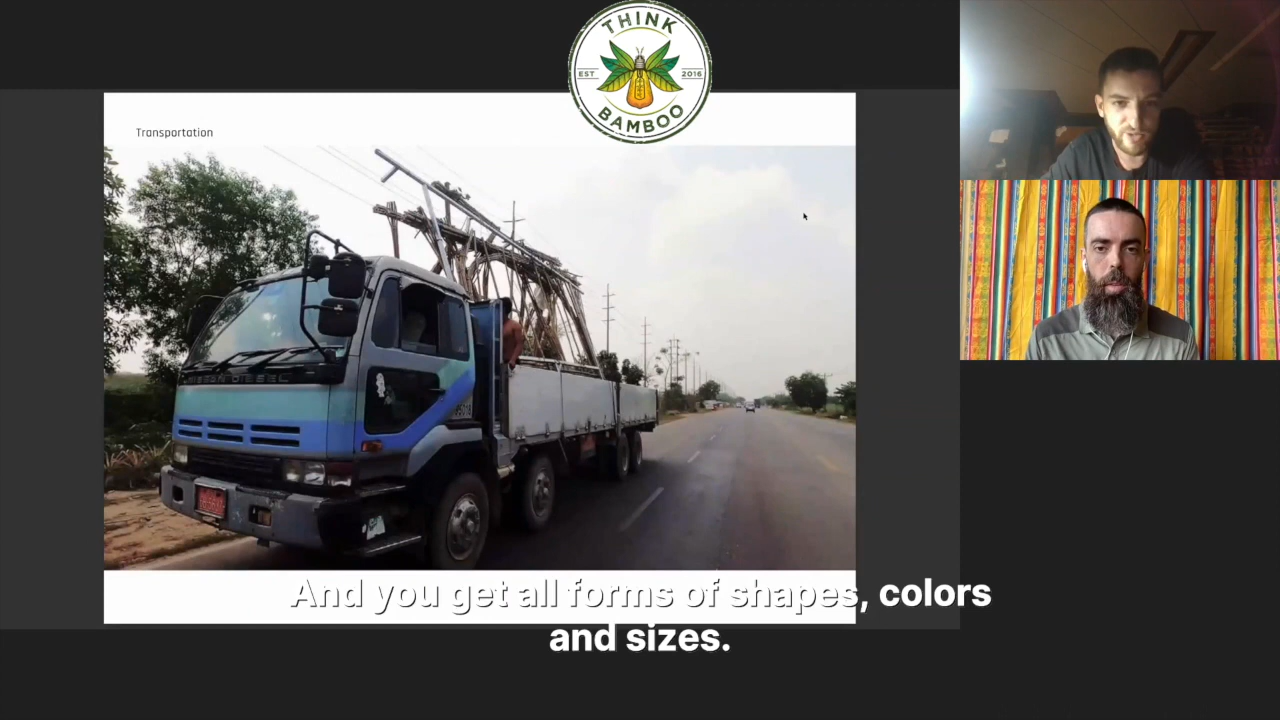 THINK
EST 2016
BAMBOO
Transportation
NISSAN DIESEL
And you get all forms of shapes, colors
and sizes.